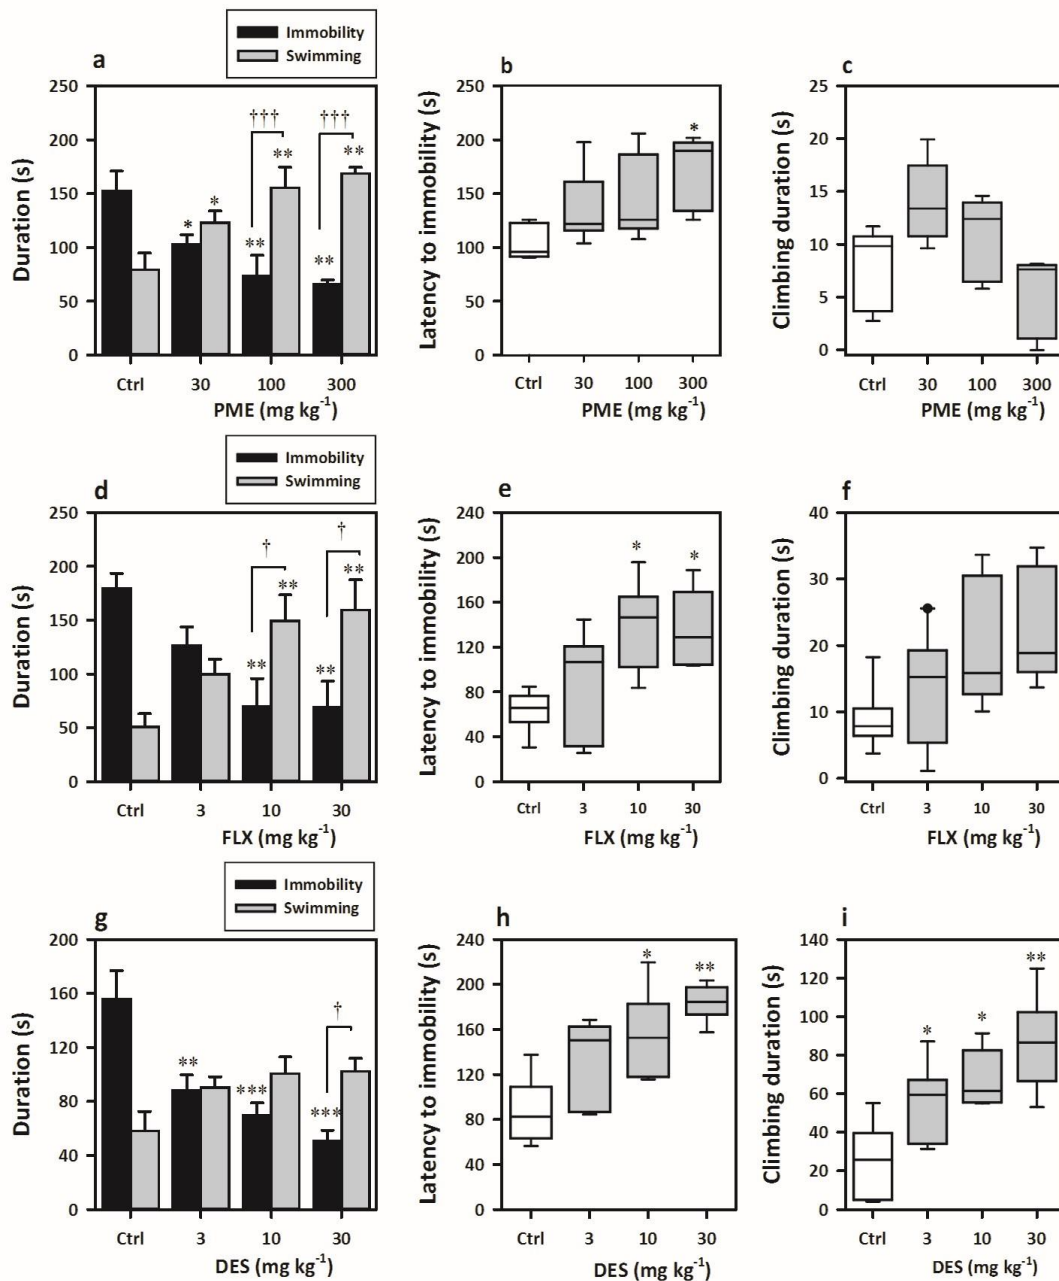 Immobility
Swimming
a
b
c
Duration (s)
250
200
150
100
50
0
††† †††
* * ** ** ** **
Ctrl 30 100 300
PME (mg kg-1)
Latency to immobility (s)
250
200
150
100
50
0
*
Ctrl 30 100 300
PME (mg kg-1)
Climbing duration (s)
25
20
15
10
5
0
Ctrl 30 100 300
PME (mg kg-1)
Immobility
Swimming
d
e
f
Duration (s)
250
200
150
100
50
0
† †
** ** ** **
Ctrl 3 10 30
FLX (mg kg-1)
Latency to immobility (s)
240
200
160
120
80
40
0
* *
Ctrl 3 10 30
FLX (mg kg-1)
Climbing duration (s)
40
30
20
10
0
Ctrl 3 10 30
FLX (mg kg-1)
Immobility
Swimming
g
h
i
Duration (s)
200
160
120
80
40
0
†
** *** ***
Ctrl 3 10 30
DES (mg kg-1)
Latency to immobility (s)
240
200
160
120
80
40
0
* **
Ctrl 3 10 30
DES (mg kg-1)
Climbing duration (s)
140
120
100
80
60
40
20
0
* * **
Ctrl 3 10 30
DES (mg kg-1)